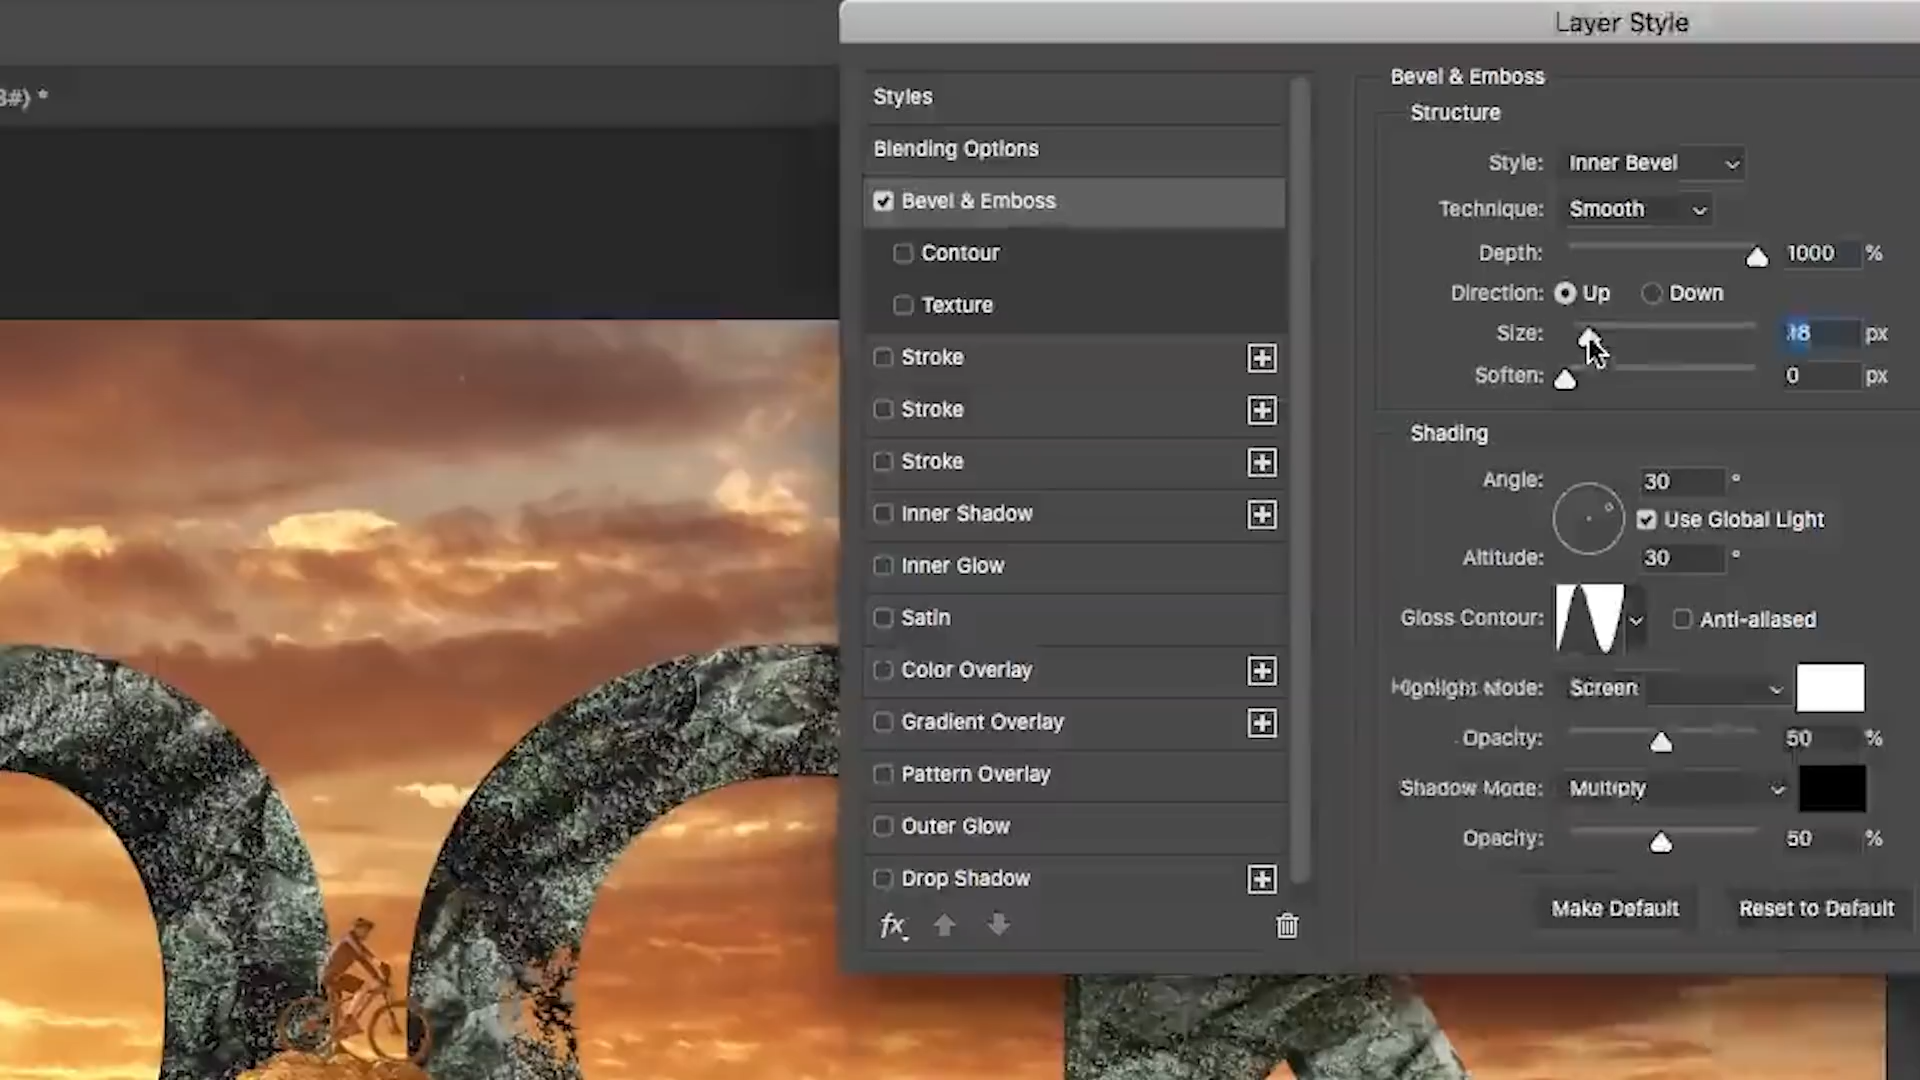 Layer Style
8#) *
Styles
Blending Options
Bevel & Emboss
Contour
Texture
Stroke
Stroke
Stroke
Inner Shadow
Inner Glow
Satin
Color Overlay
Gradient Overlay
Pattern Overlay
Outer Glow
Drop Shadow
fx
Bevel & Emboss
Structure
Style: Inner Bevel
Technique: Smooth
Depth: 1000 %
Direction: Up Down
Size: px
Soften: 0 px
Shading
Angle: 30 °
Use Global Light
Altitude: 30 °
Gloss Contour: Anti-aliased
Highlight Mode: Screen
Opacity: 50 %
Shadow Mode: Multiply
Opacity: 50 %
Make Default Reset to Default